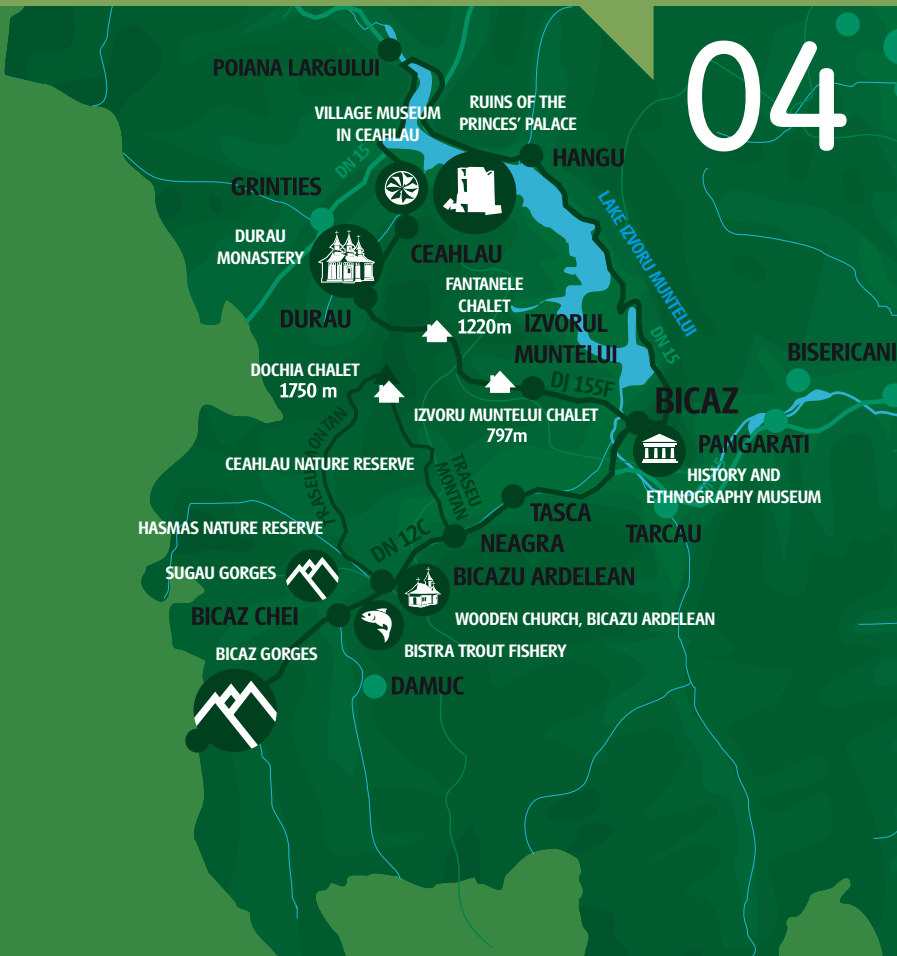 04
POIANA LARGULUI
VILLAGE MUSEUM
IN CEAHLAU
RUINS OF THE
PRINCES' PALACE
DN 15
HANGU
GRINTIES
LAKE IZVORU MUNTELUI
DURAU
MONASTERY
CEAHLAU
FANTANELE
CHALET
1220m
DURAU
IZVORUL
MUNTELUI
DN 15
BISERICANI
DOCHIA CHALET
1750 m
DJ 155F
BICAZ
IZVORU MUNTELUI CHALET
797m
PANGARATI
TRASEU MONTAN
CEAHLAU NATURE RESERVE
TRASEU
MONTAN
HISTORY AND
ETHNOGRAPHY MUSEUM
TASCA
TARCAU
HASMAS NATURE RESERVE
DN 12C
NEAGRA
SUGAU GORGES
BICAZU ARDELEAN
BICAZ CHEI
WOODEN CHURCH, BICAZU ARDELEAN
BICAZ GORGES
BISTRA TROUT FISHERY
DAMUC